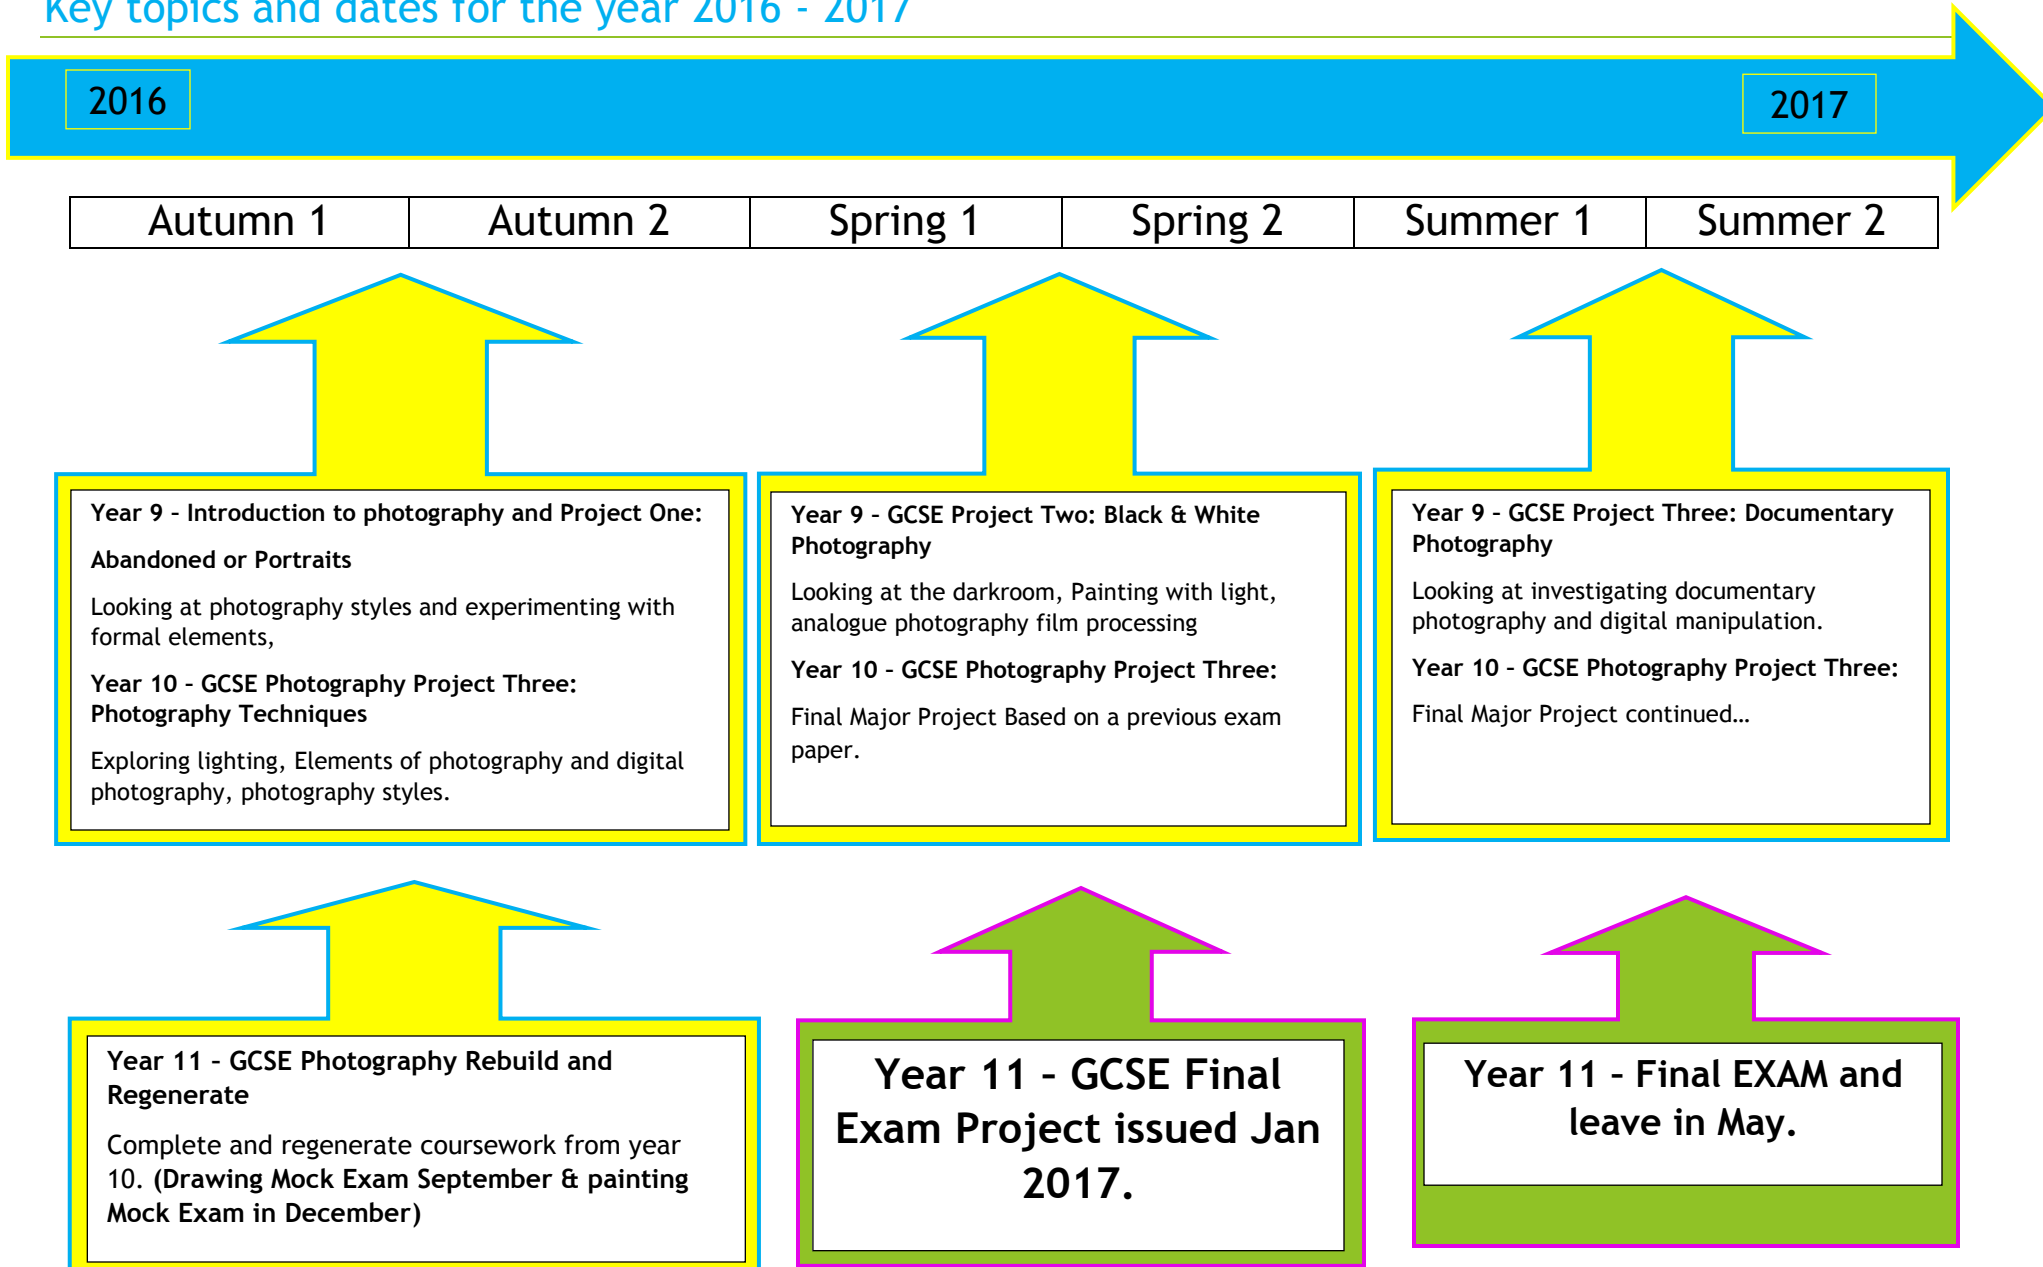 Key topics and dates for the year 2016 - 2017
2016
2017
Autumn 1
Autumn 2
Spring 1
Spring 2
Summer 1
Summer 2
Year 9 – Introduction to photography and Project One:
Abandoned or Portraits
Looking at photography styles and experimenting with
formal elements,
Year 10 – GCSE Photography Project Three:
Photography Techniques
Exploring lighting, Elements of photography and digital
photography, photography styles.
Year 9 – GCSE Project Two: Black & White
Photography
Looking at the darkroom, Painting with light,
analogue photography film processing
Year 10 – GCSE Photography Project Three:
Final Major Project Based on a previous exam
paper.
Year 9 – GCSE Project Three: Documentary
Photography
Looking at investigating documentary
photography and digital manipulation.
Year 10 – GCSE Photography Project Three:
Final Major Project continued…
Year 11 – GCSE Photography Rebuild and
Regenerate
Complete and regenerate coursework from year
10. (Drawing Mock Exam September & painting
Mock Exam in December)
Year 11 – GCSE Final
Exam Project issued Jan
2017.
Year 11 – Final EXAM and
leave in May.